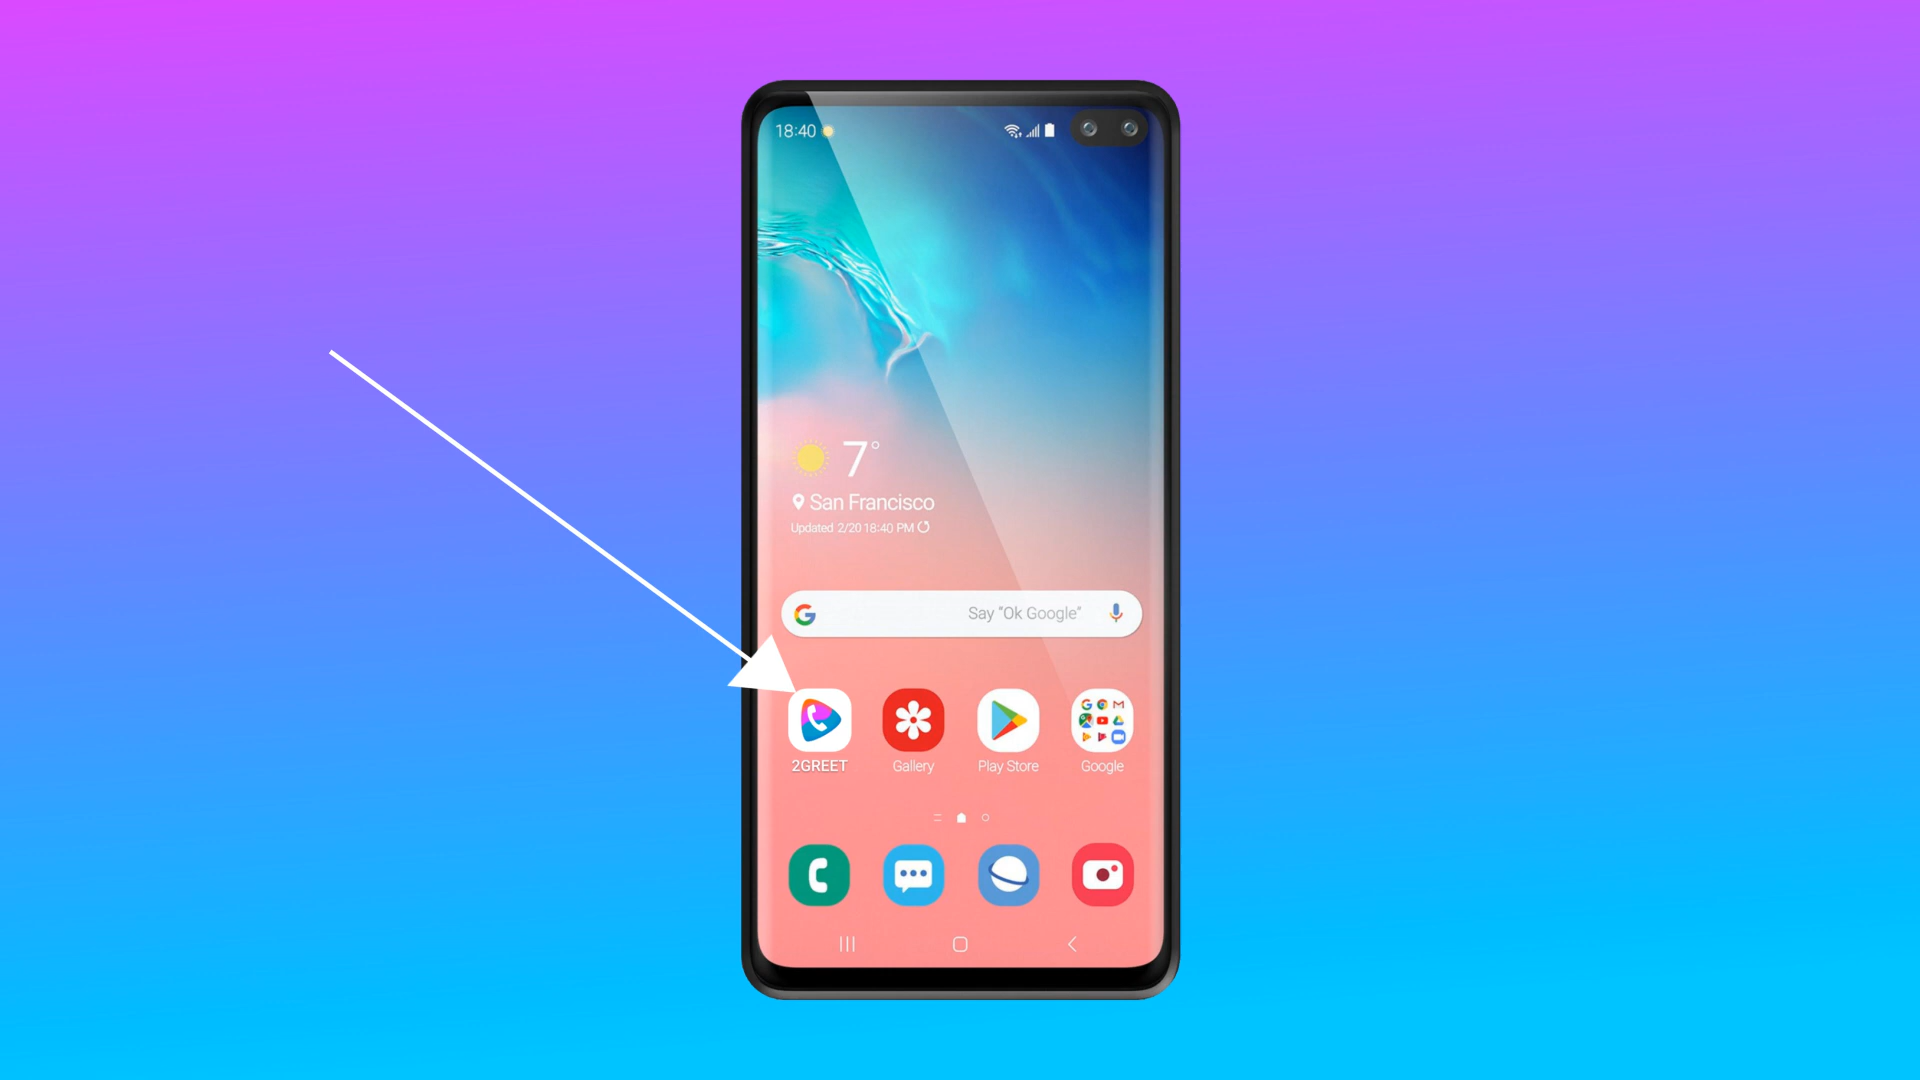 18:40
7°
San Francisco
Updated 2/20 18:40 PM
Say "Ok Google"
2GREET
Gallery
Play Store
Google